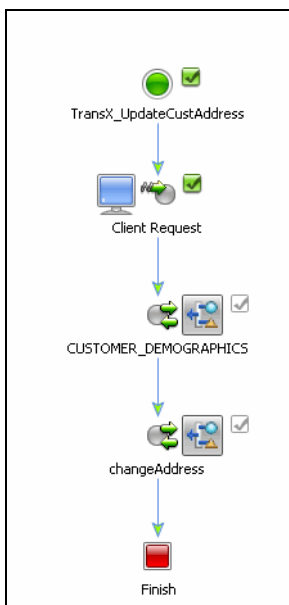 TransX_UpdateCustAddress
Client Request
CUSTOMER_DEMOGRAPHICS
changeAddress
Finish